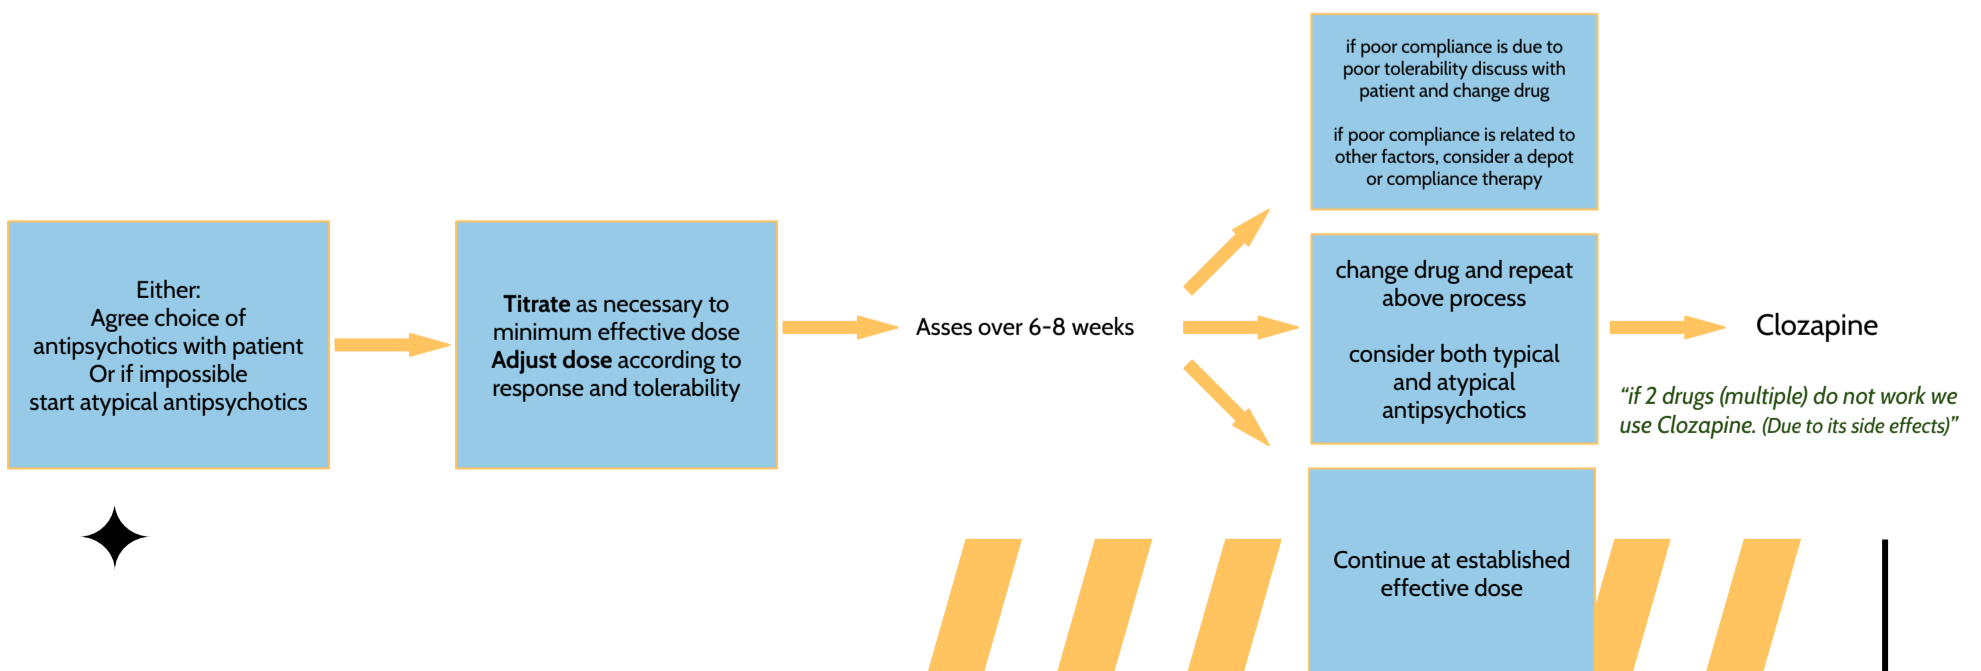 Either:
Agree choice of
antipsychotics with patient
Or if impossible
start atypical antipsychotics
Titrate as necessary to
minimum effective dose
Adjust dose according to
response and tolerability
Asses over 6-8 weeks
if poor compliance is due to
poor tolerability discuss with
patient and change drug
if poor compliance is related to
other factors, consider a depot
or compliance therapy
change drug and repeat
above process
consider both typical
and atypical
antipsychotics
Continue at established
effective dose
Clozapine
“if 2 drugs (multiple) do not work we
use Clozapine. (Due to its side effects)”